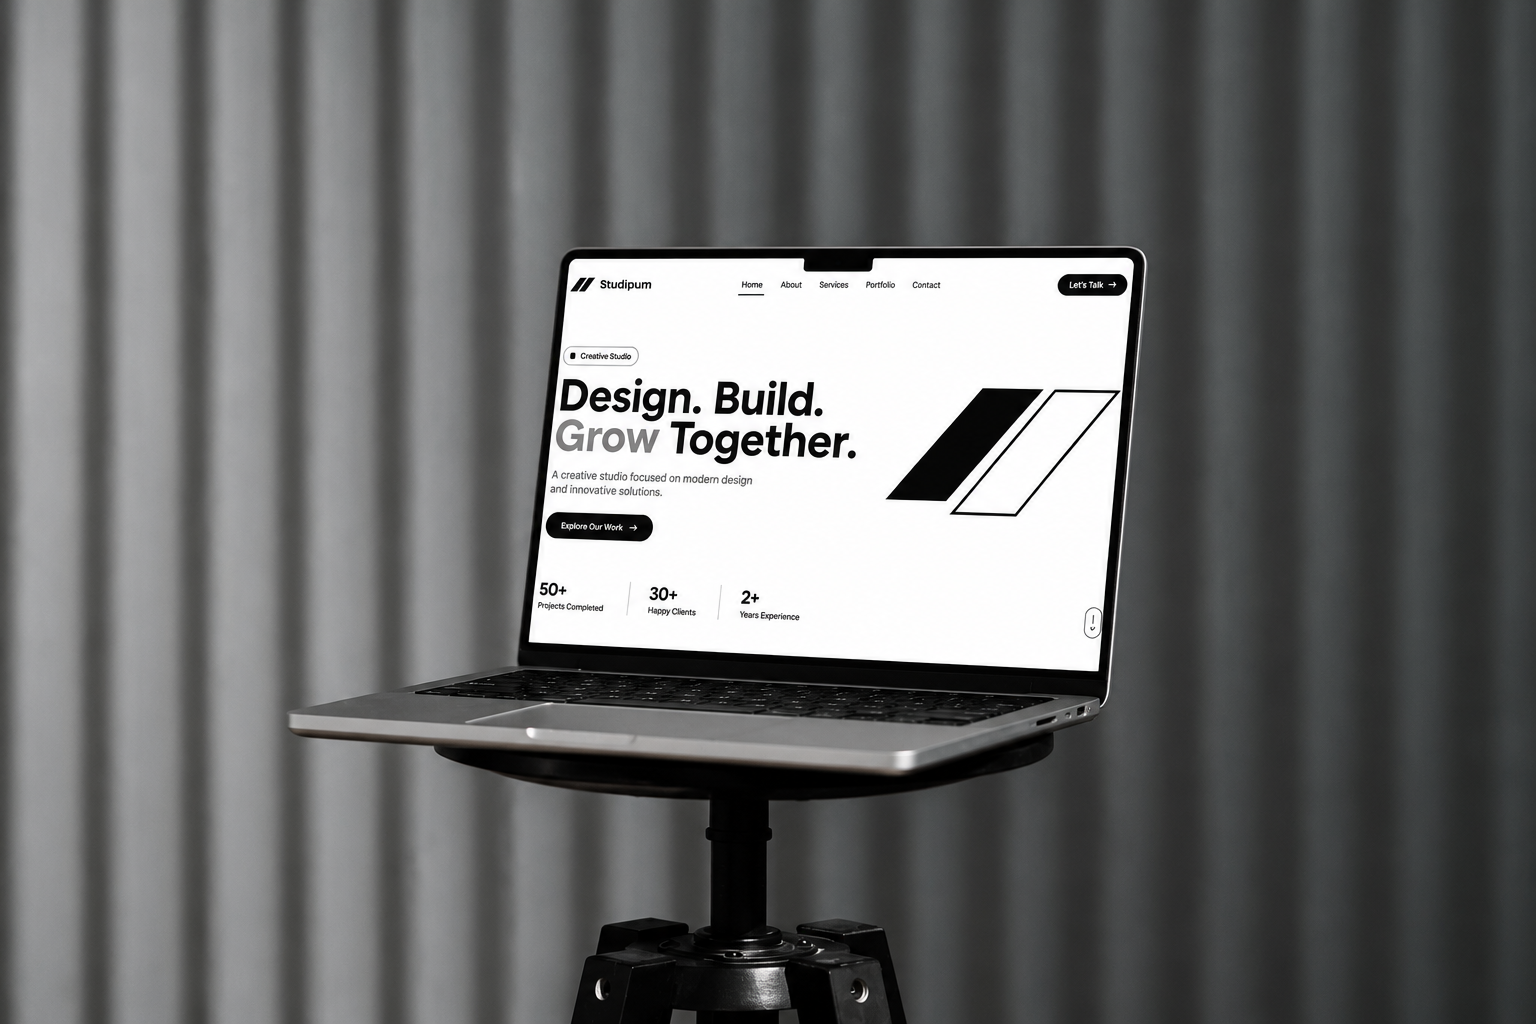 Studipum
Home About Services Portfolio Contact
Let's Talk →
Creative Studio
Design. Build.
Grow Together.
A creative studio focused on modern design
and innovative solutions.
Explore Our Work →
50+ 30+ 2+
Projects Completed Happy Clients Years Experience